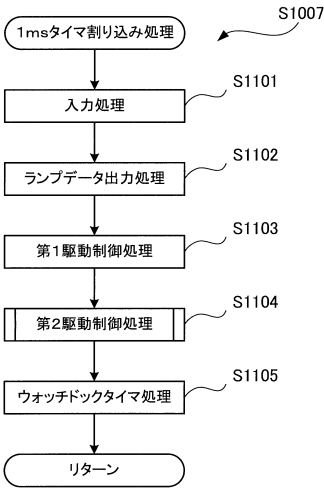 1msタイマ割り込み処理
S1007
入力処理
S1101
ランプデータ出力処理
S1102
第1駆動制御処理
S1103
第2駆動制御処理
S1104
ウォッチドックタイマ処理
S1105
リターン